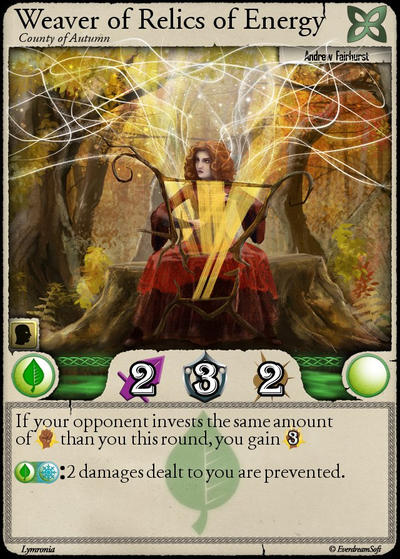 Weaver of Relics of Energy
County of Autumn
Andrew Fairhurst
2 3 2
If your opponent invests the same amount
of than you this round, you gain 3
:2 damages dealt to you are prevented.
Lymronia © EverdreamSoft